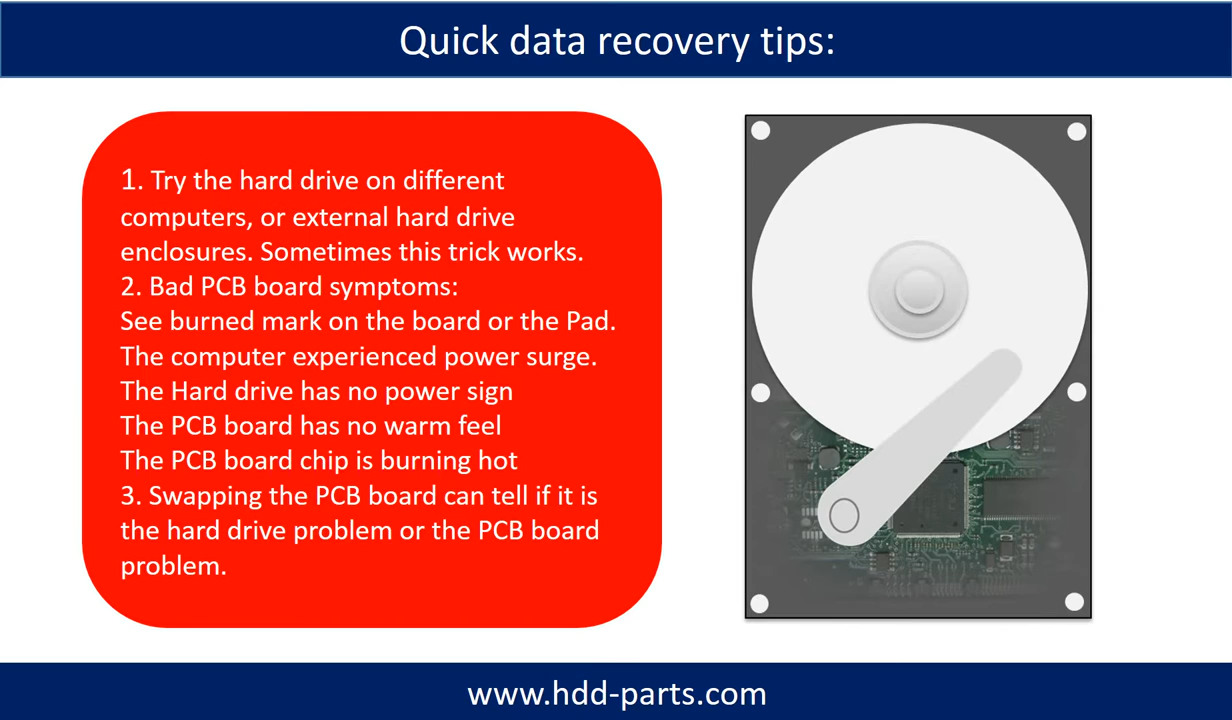 Quick data recovery tips:
1. Try the hard drive on different
computers, or external hard drive
enclosures. Sometimes this trick works.
2. Bad PCB board symptoms:
See burned mark on the board or the Pad.
The computer experienced power surge.
The Hard drive has no power sign
The PCB board has no warm feel
The PCB board chip is burning hot
3. Swapping the PCB board can tell if it is
the hard drive problem or the PCB board
problem.
www.hdd-parts.com